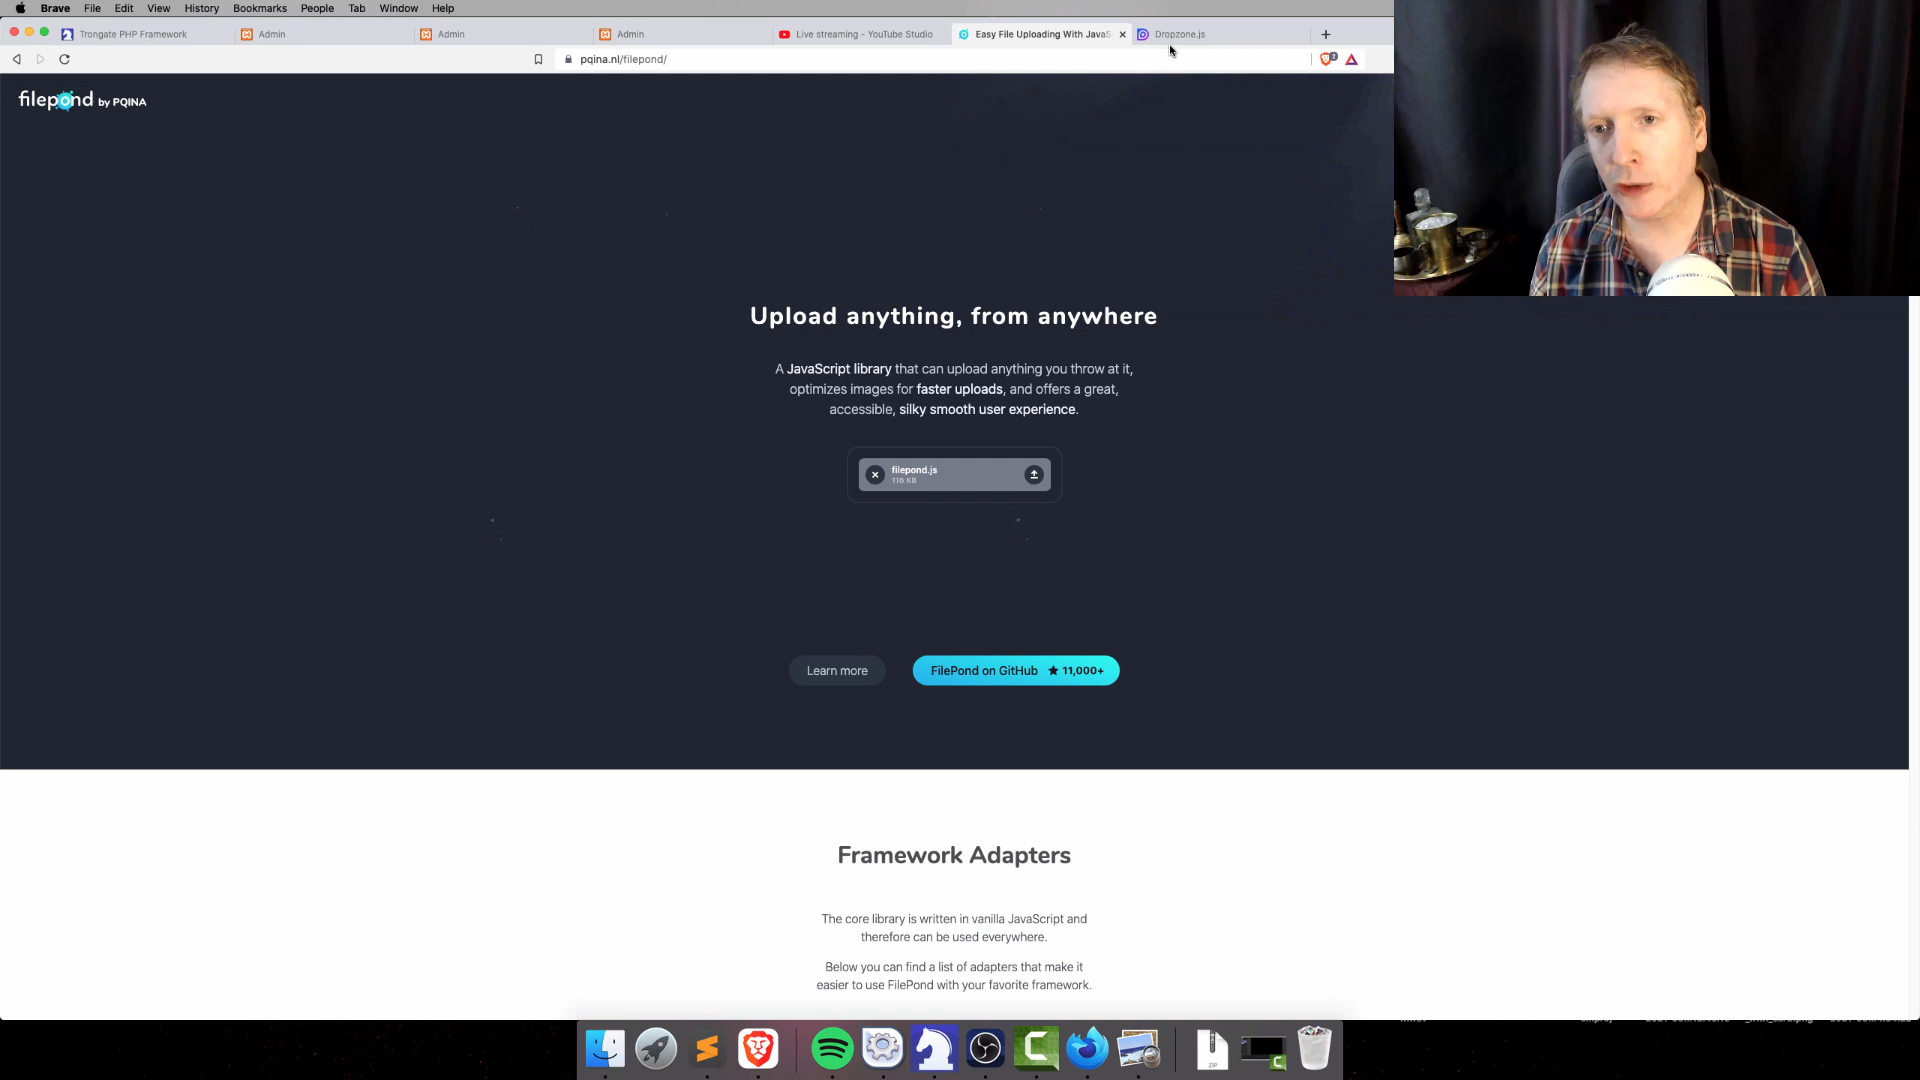 Brave File Edit View History Bookmarks People Tab Window Help
Trongate PHP Framework
Admin
Admin
Admin
Live streaming - YouTube Studio
Easy File Uploading With JavaS
Dropzone.js
pqina.nl/filepond/
filepond by PQINA
Upload anything, from anywhere
A JavaScript library that can upload anything you throw at it,
optimizes images for faster uploads, and offers a great,
accessible, silky smooth user experience.
filepond.js
116 KB
Learn more
FilePond on GitHub ★ 11,000+
Framework Adapters
The core library is written in vanilla JavaScript and
therefore can be used everywhere.
Below you can find a list of adapters that make it
easier to use FilePond with your favorite framework.
ZIP